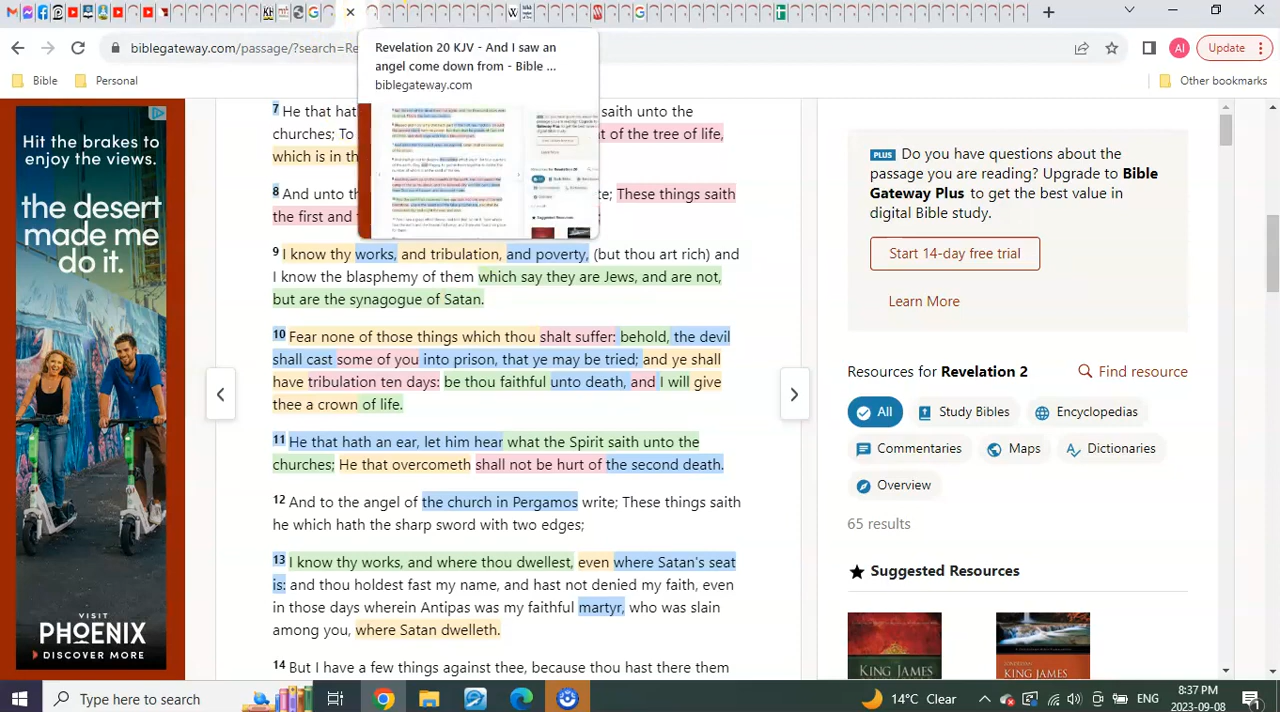 biblegateway.com/passage/?search=Re
Update
Bible
Personal
Other bookmarks
Revelation 20 KJV - And I saw an
angel come down from - Bible ...
biblegateway.com
Hit the brakes to
enjoy the views.
the desert
made me
do it.
VISIT
PHOENIX
DISCOVER MORE
7 He that hat
saith unto the
ches; To
t of the tree of life,
which is in th
8
to th
e; These things saith
the first and
9 I know thy works, and tribulation, and poverty, (but thou art rich) and
I know the blasphemy of them which say they are Jews, and are not,
but are the synagogue of Satan.
10 Fear none of those things which thou shalt suffer: behold, the devil
shall cast some of you into prison, that ye may be tried; and ye shall
have tribulation ten days: be thou faithful unto death, and I will give
thee a crown of life.
11 He that hath an ear, let him hear what the Spirit saith unto the
churches; He that overcometh shall not be hurt of the second death.
12 And to the angel of the church in Pergamos write; These things saith
he which hath the sharp sword with two edges;
13 I know thy works, and where thou dwellest, even where Satan's seat
is: and thou holdest fast my name, and hast not denied my faith, even
in those days wherein Antipas was my faithful martyr, who was slain
among you, where Satan dwelleth.
14 But I have a few things against thee, because thou hast there them
PLUS Do you have questions about the
passage you are reading? Upgrade to Bible
Gateway Plus and get the best value in
digital Bible study.
Start 14-day free trial
Learn More
Resources for Revelation 2
Find resource
All
Study Bibles
Encyclopedias
Commentaries
Maps
Dictionaries
Overview
65 results
Suggested Resources
KING JAMES
KING JAMES
Type here to search
14°C Clear
ENG
8:37 PM
2023-09-08